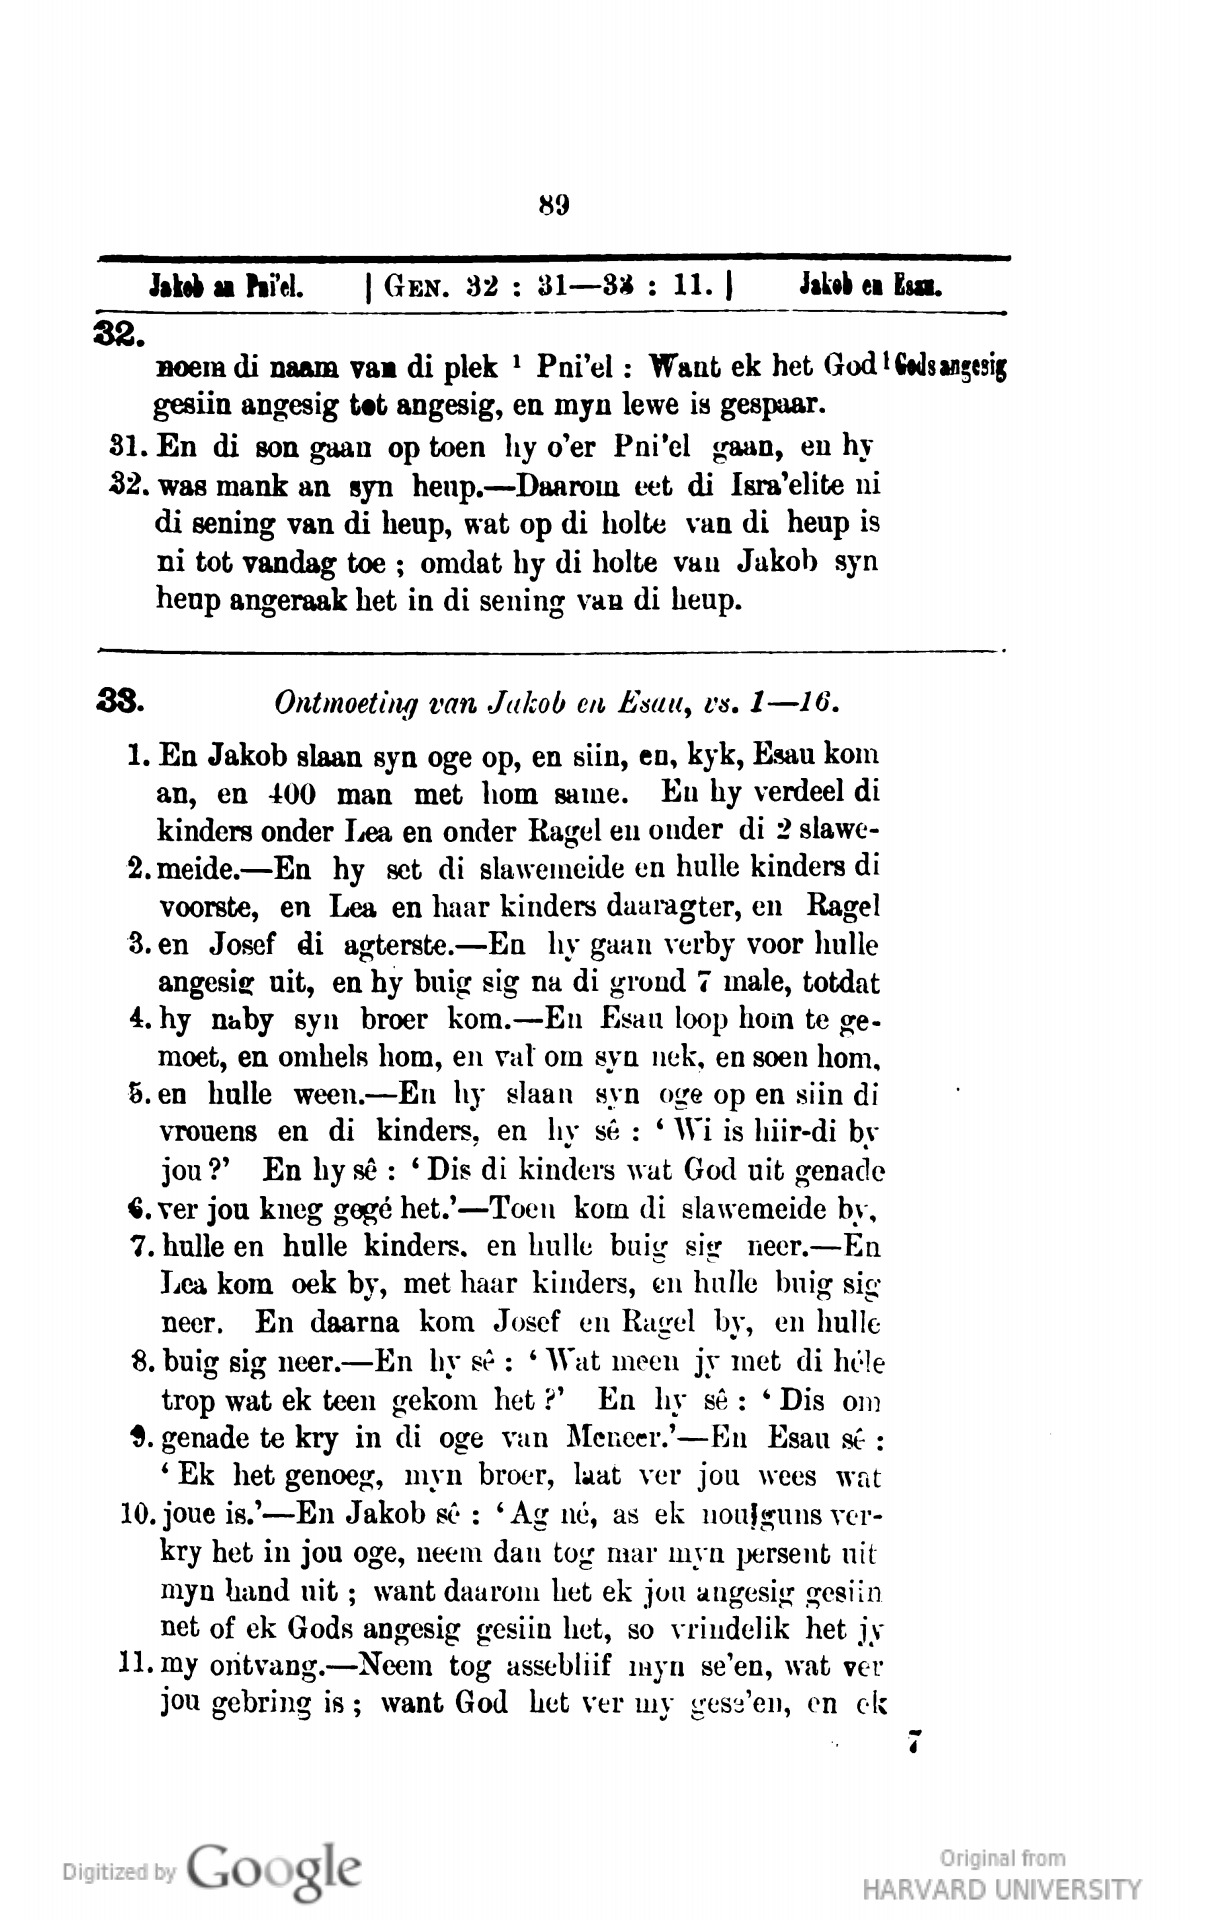 89
Jakob an Pni'el. | GEN. 32 : 31—33 : 11. | Jakob en Esau.
32.
noem di naam van di plek ¹ Pni'el : Want ek het God ¹ Gods angesig
gesiin angesig tot angesig, en myn lewe is gespaar.
31. En di son gaan op toen hy o'er Pni'el gaan, en hy
32. was mank an syn heup.—Daarom eet di Isra'elite ni
di sening van di heup, wat op di holte van di heup is
ni tot vandag toe ; omdat hy di holte van Jakob syn
heup angeraak het in di sening van di heup.
33. Ontmoeting van Jakob en Esau, vs. 1—16.
1. En Jakob slaan syn oge op, en siin, en, kyk, Esau kom
an, en 400 man met hom same. En hy verdeel di
kinders onder Lea en onder Ragel en onder di 2 slawe-
2. meide.—En hy set di slawemeide en hulle kinders di
voorste, en Lea en haar kinders daaragter, en Ragel
3. en Josef di agterste.—En hy gaan verby voor hulle
angesig uit, en hy buig sig na di grond 7 male, totdat
4. hy naby syn broer kom.—En Esau loop hom te ge-
moet, en omhels hom, en val om syn nek, en soen hom,
5. en hulle ween.—En hy slaan syn oge op en siin di
vrouens en di kinders, en hy sê : ‘ Wi is hiir-di by
jou ?’ En hy sê : ‘ Dis di kinders wat God uit genade
6. ver jou kneg gegé het.’—Toen kom di slawemeide by,
7. hulle en hulle kinders, en hulle buig sig neer.—En
Lea kom oek by, met haar kinders, en hulle buig sig
neer. En daarna kom Josef en Ragel by, en hulle
8. buig sig neer.—En hy sê : ‘ Wat meen jy met di héle
trop wat ek teen gekom het ?’ En hy sê : ‘ Dis om
9. genade te kry in di oge van Meneer.’—En Esau sê :
‘ Ek het genoeg, myn broer, laat ver jou wees wat
10. joue is.’—En Jakob sê : ‘ Ag né, as ek nou guns ver-
kry het in jou oge, neem dan tog mar myn persent uit
myn hand uit ; want daarom het ek jou angesig gesiin
net of ek Gods angesig gesiin het, so vrindelik het jy
11. my ontvang.—Neem tog assebliif myn se'en, wat ver
jou gebring is ; want God het ver my gese'en, en ek
7
Digitized by Google
Original from
HARVARD UNIVERSITY